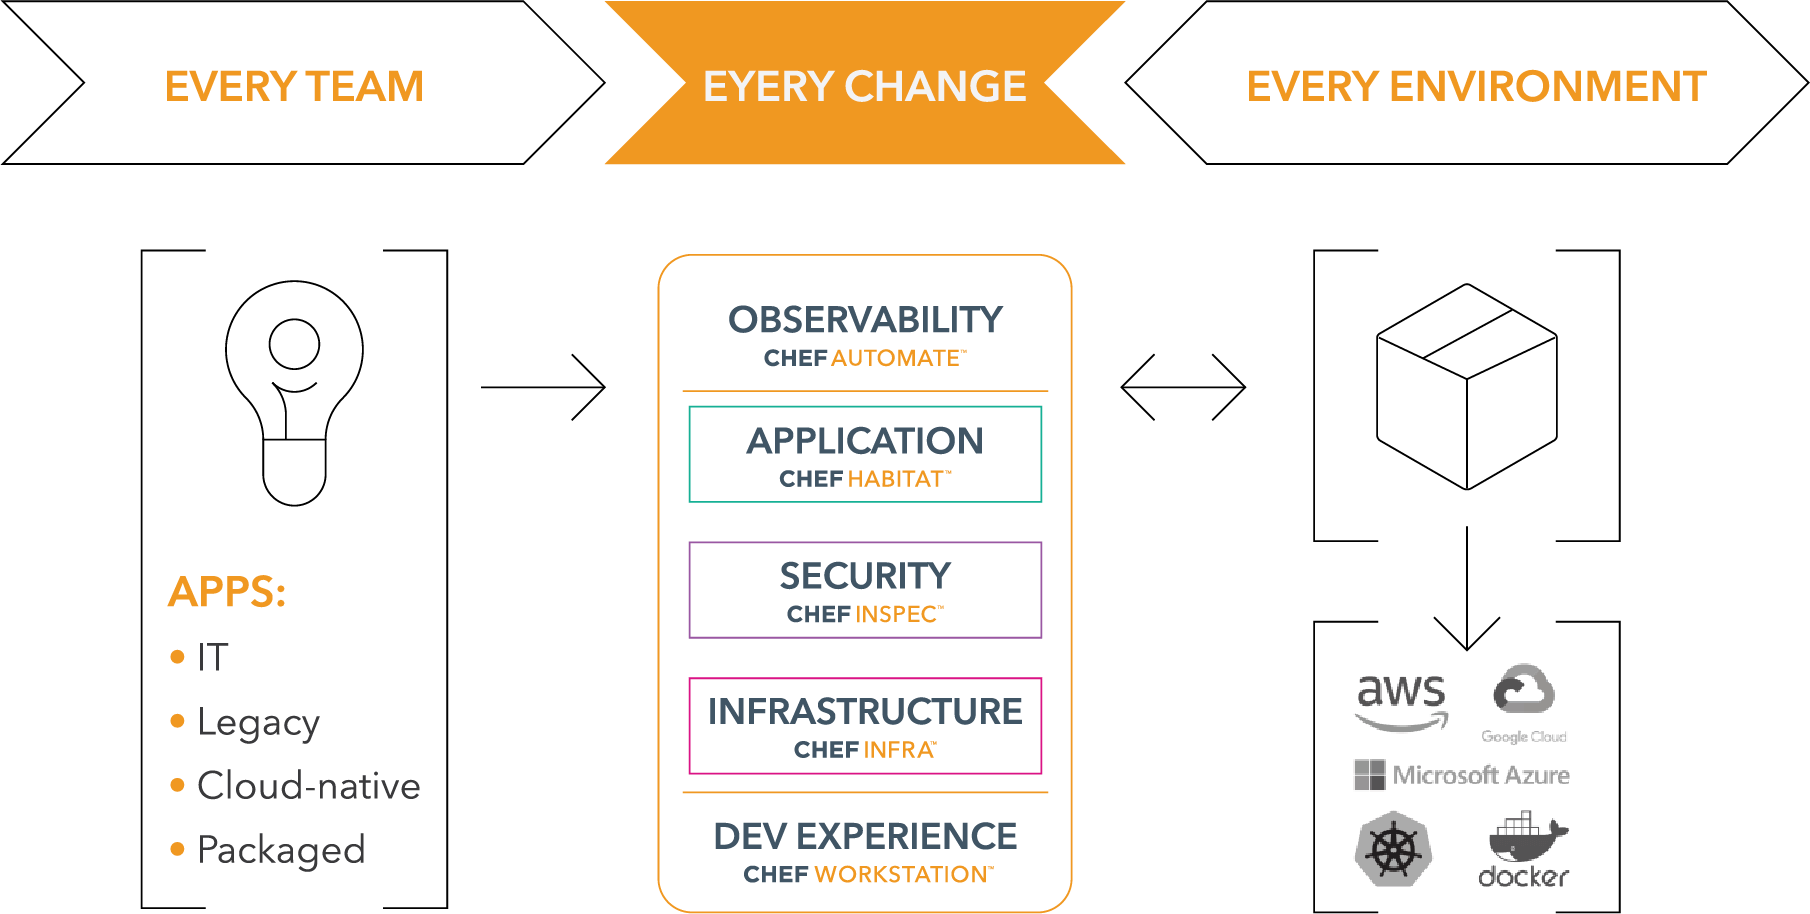 EVERY TEAM
EYERY CHANGE
EVERY ENVIRONMENT
APPS:
• IT
• Legacy
• Cloud-native
• Packaged
OBSERVABILITY
CHEF AUTOMATE™
APPLICATION
CHEF HABITAT™
SECURITY
CHEF INSPEC™
INFRASTRUCTURE
CHEF INFRA™
DEV EXPERIENCE
CHEF WORKSTATION™
aws
Google Cloud
Microsoft Azure
docker